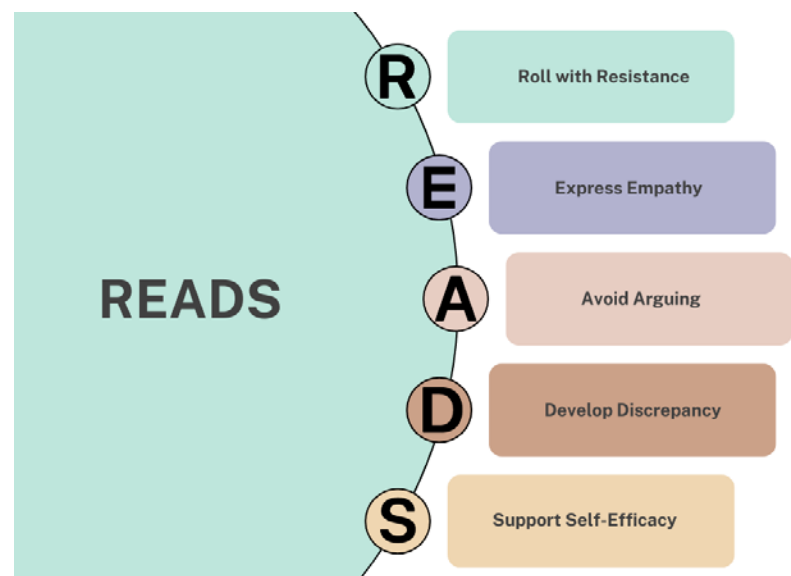 R
Roll with Resistance
E
Express Empathy
READS
A
Avoid Arguing
D
Develop Discrepancy
S
Support Self-Efficacy